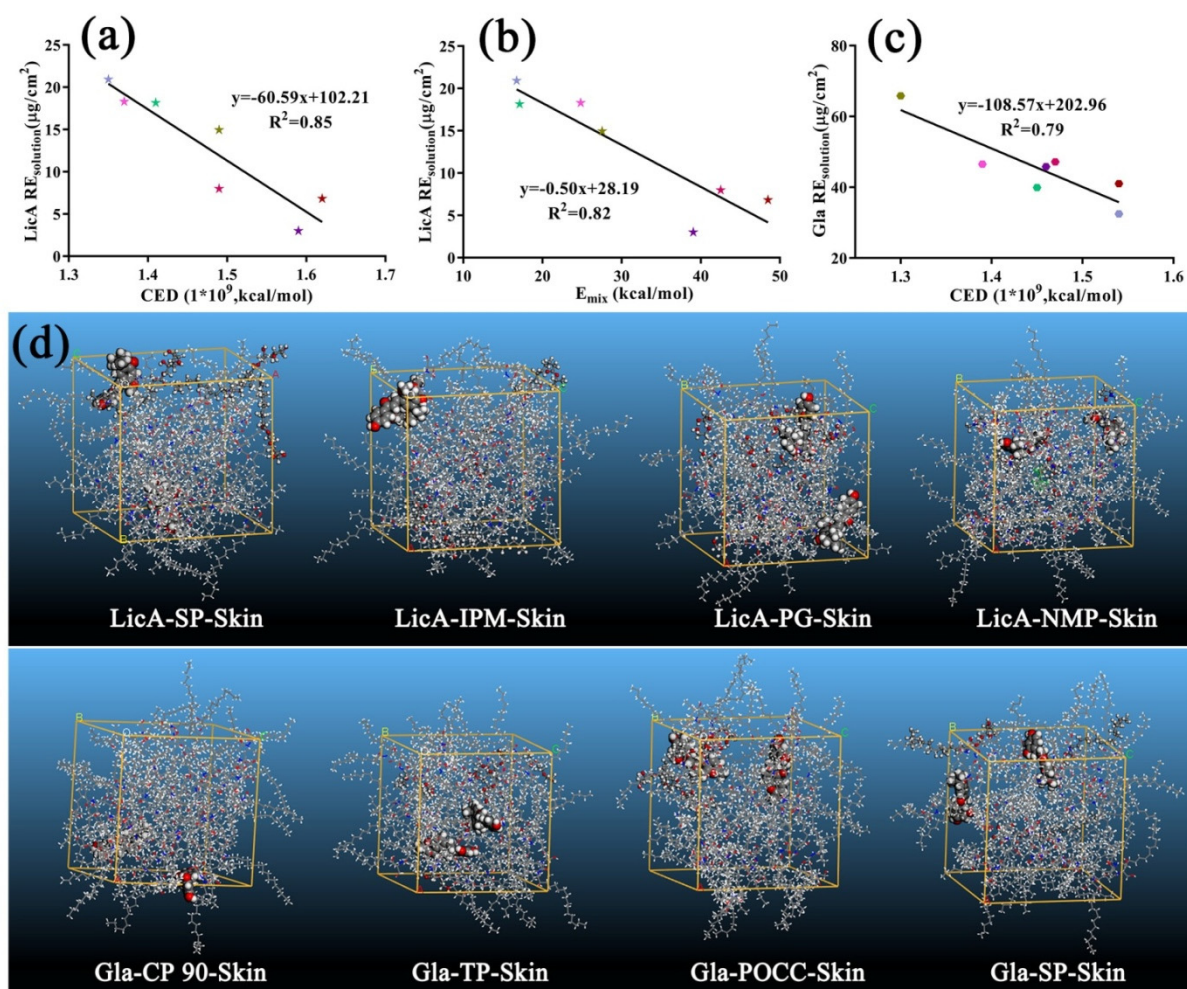 (a)
25
20
15
10
5
0
LicA RE_solution(μg/cm²)
y=-60.59x+102.21
R²=0.85
1.3 1.4 1.5 1.6 1.7
CED (1*10⁹,kcal/mol)
(b)
25
20
15
10
5
0
LicA RE_solution(μg/cm²)
y=-0.50x+28.19
R²=0.82
10 20 30 40 50
E_mix (kcal/mol)
(c)
80
60
40
20
Gla RE_solution(μg/cm²)
y=-108.57x+202.96
R²=0.79
1.3 1.4 1.5 1.6
CED (1*10⁹,kcal/mol)
(d)
LicA-SP-Skin LicA-IPM-Skin LicA-PG-Skin LicA-NMP-Skin
Gla-CP 90-Skin Gla-TP-Skin Gla-POCC-Skin Gla-SP-Skin